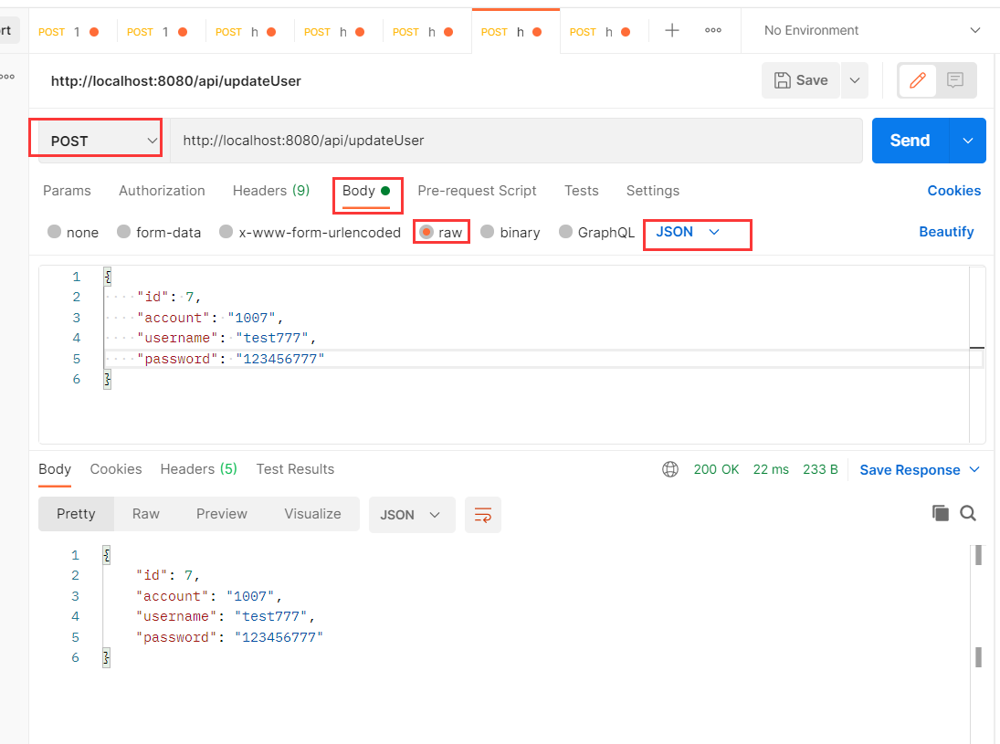 rt POST 1 POST 1 POST h POST h POST h POST h POST h No Environment
http://localhost:8080/api/updateUser Save
POST http://localhost:8080/api/updateUser Send
Params Authorization Headers (9) Body Pre-request Script Tests Settings Cookies
none form-data x-www-form-urlencoded raw binary GraphQL JSON Beautify
1 {
2 "id": 7,
3 "account": "1007",
4 "username": "test777",
5 "password": "123456777"
6 }
Body Cookies Headers (5) Test Results 200 OK 22 ms 233 B Save Response
Pretty Raw Preview Visualize JSON
1 {
2 "id": 7,
3 "account": "1007",
4 "username": "test777",
5 "password": "123456777"
6 }